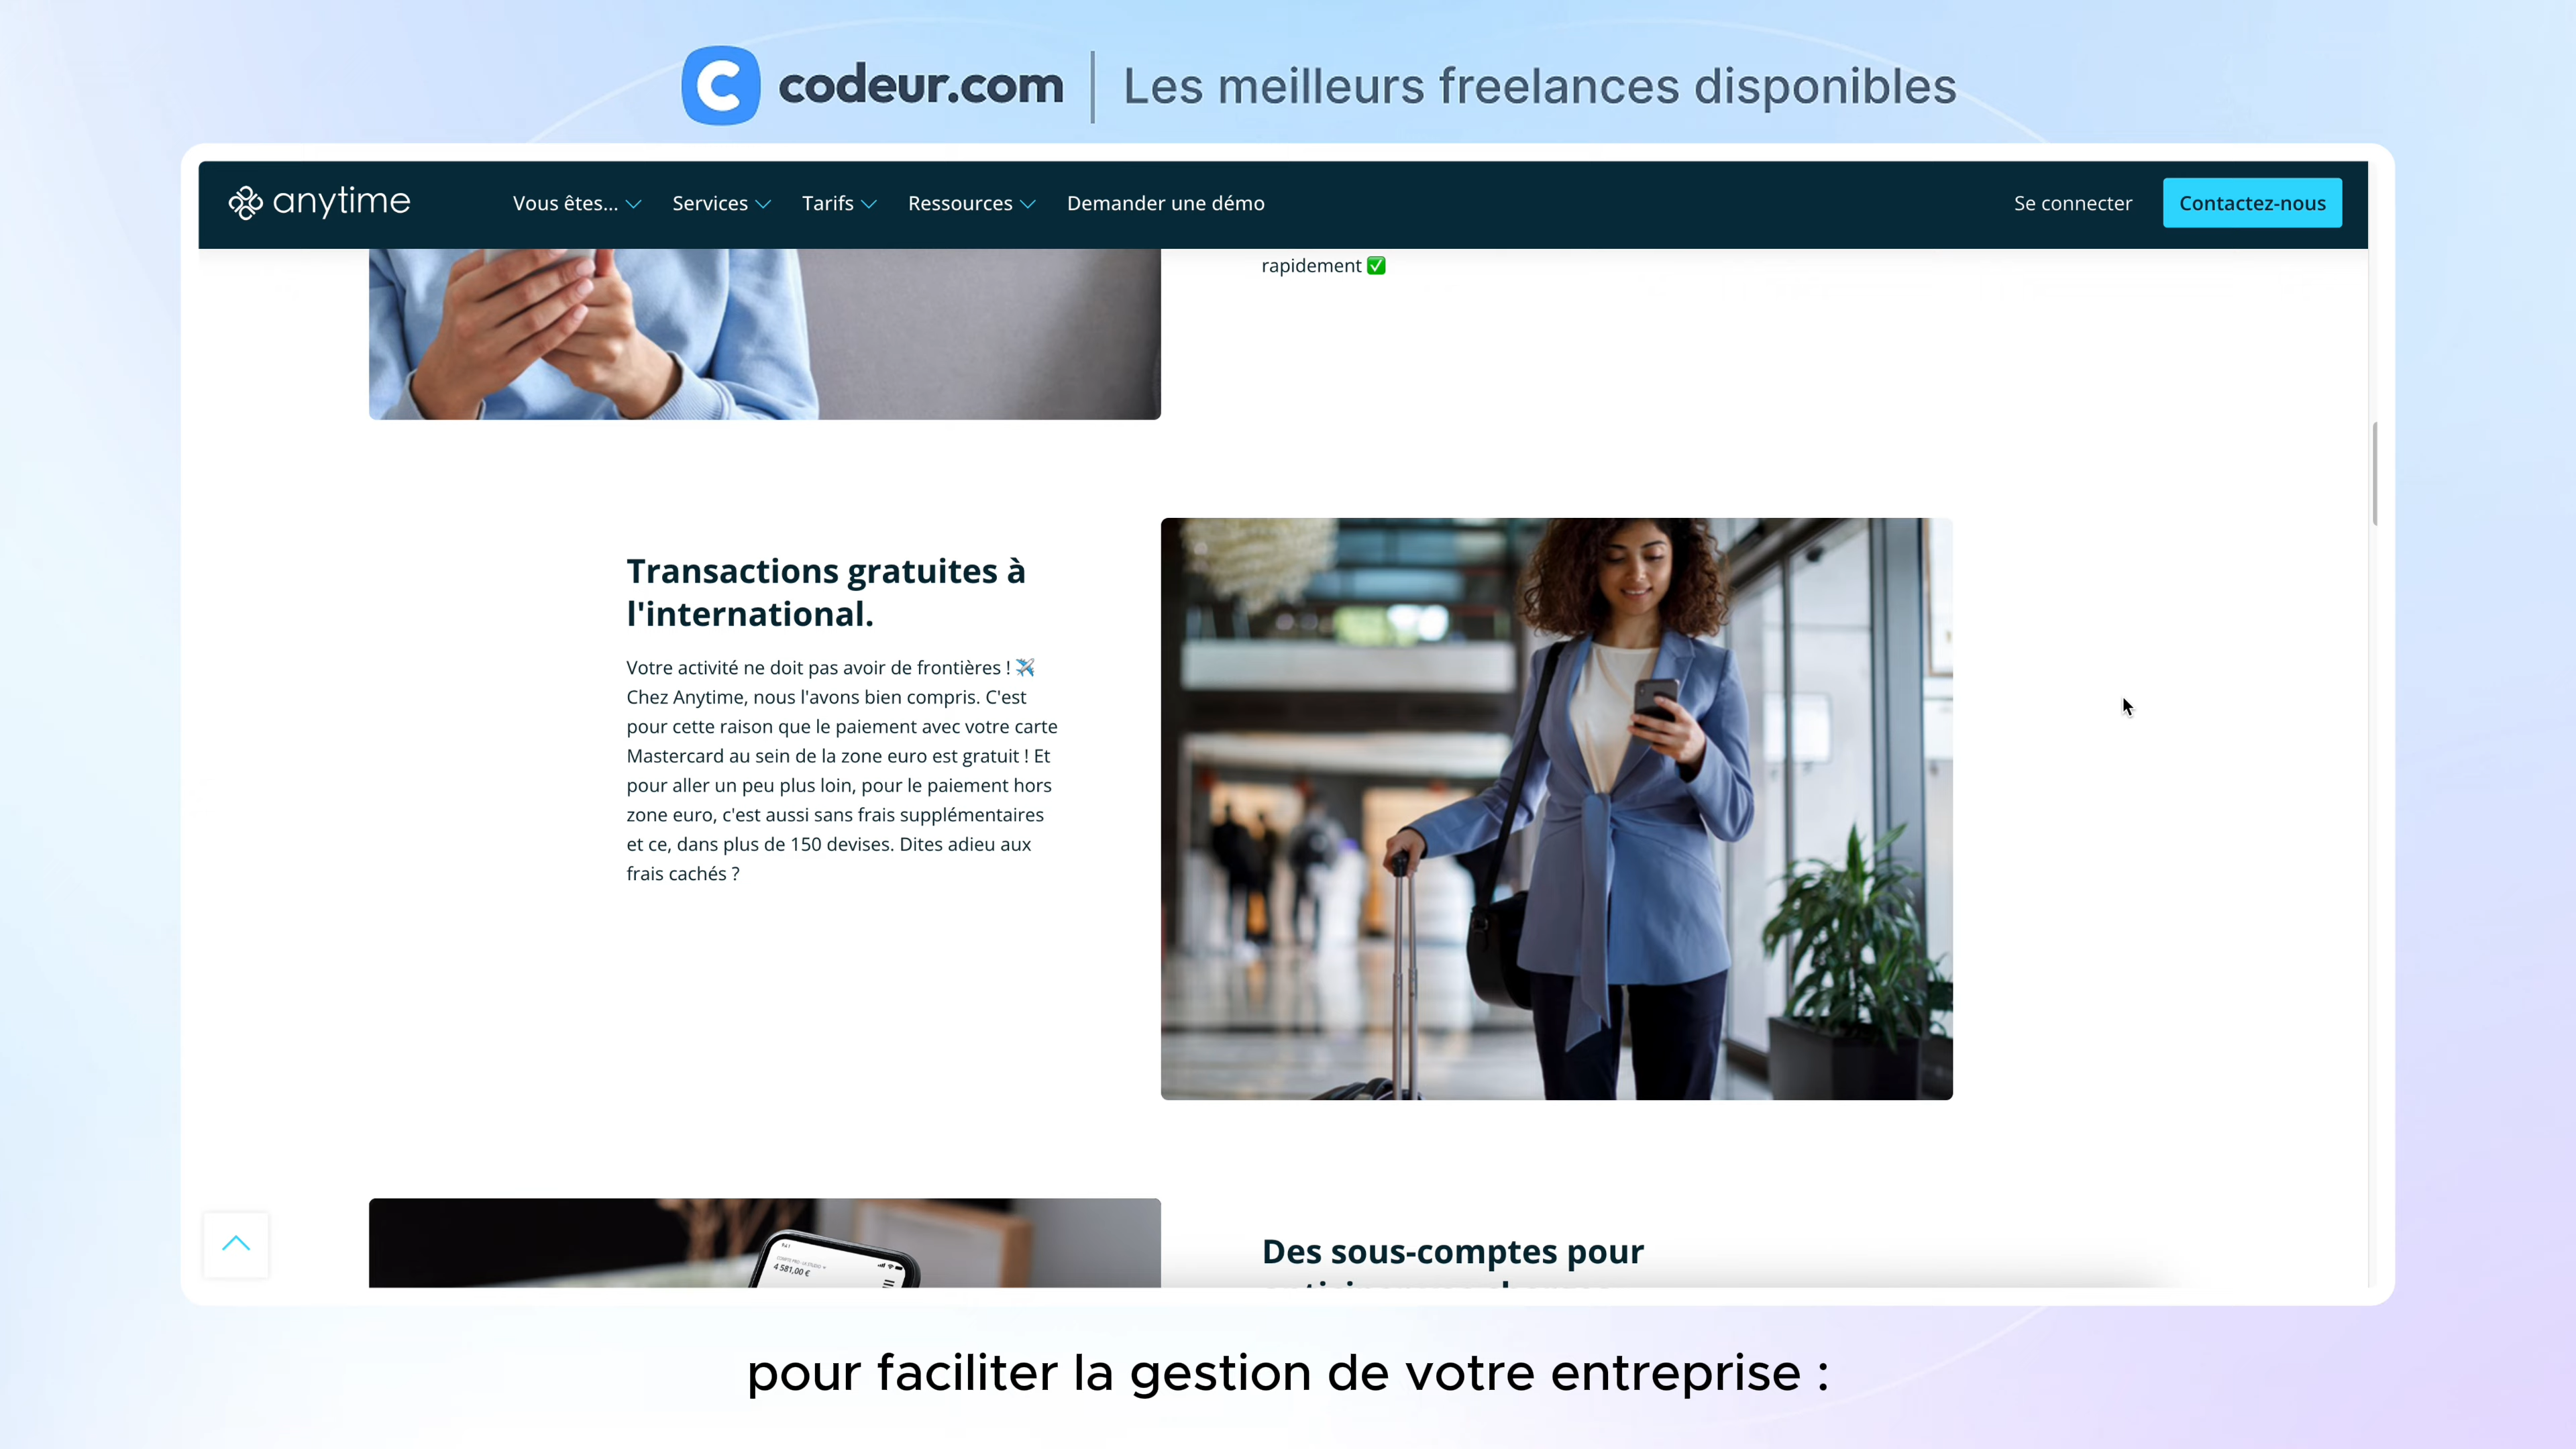 codeur.com | Les meilleurs freelances disponibles
anytime
Vous êtes... Services Tarifs Ressources Demander une démo Se connecter Contactez-nous
rapidement ✅
Transactions gratuites à
l'international.
Votre activité ne doit pas avoir de frontières ! ✈️
Chez Anytime, nous l'avons bien compris. C'est
pour cette raison que le paiement avec votre carte
Mastercard au sein de la zone euro est gratuit ! Et
pour aller un peu plus loin, pour le paiement hors
zone euro, c'est aussi sans frais supplémentaires
et ce, dans plus de 150 devises. Dites adieu aux
frais cachés ?
4 581,00 €
Des sous-comptes pour
pour faciliter la gestion de votre entreprise :